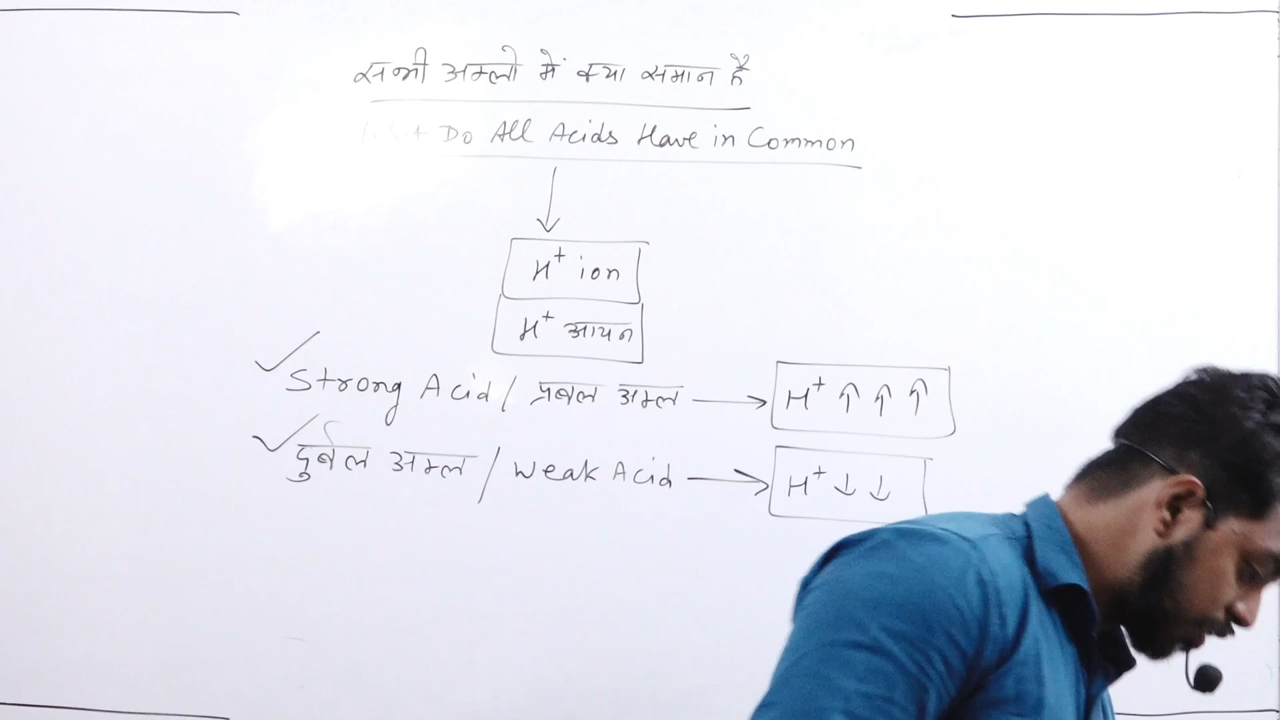 सभी अम्लो में क्या समान है
Do All Acids Have in Common
H⁺ ion
H⁺ आयन
Strong Acid / प्रबल अम्ल → H⁺ ↑ ↑ ↑
दुर्बल अम्ल / Weak Acid → H⁺ ↓ ↓